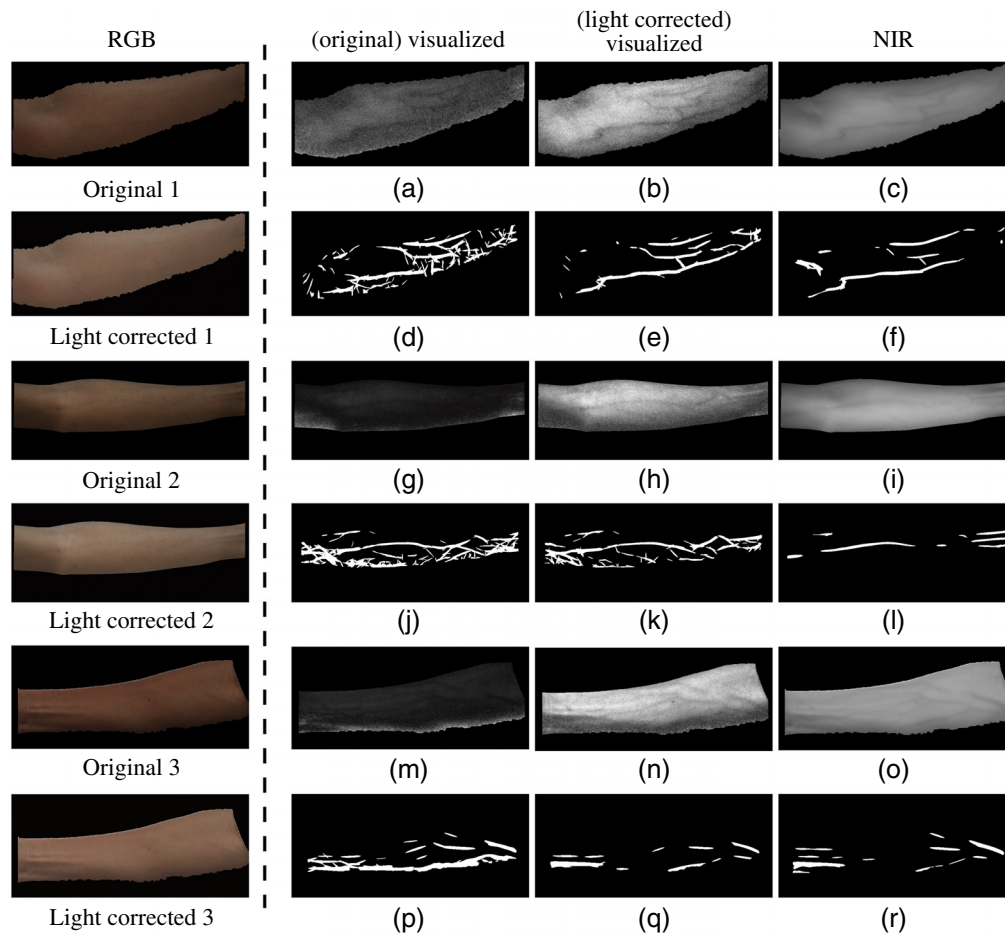 RGB
(original) visualized
(light corrected)
visualized
NIR
Original 1
(a)
(b)
(c)
Light corrected 1
(d)
(e)
(f)
Original 2
(g)
(h)
(i)
Light corrected 2
(j)
(k)
(l)
Original 3
(m)
(n)
(o)
Light corrected 3
(p)
(q)
(r)